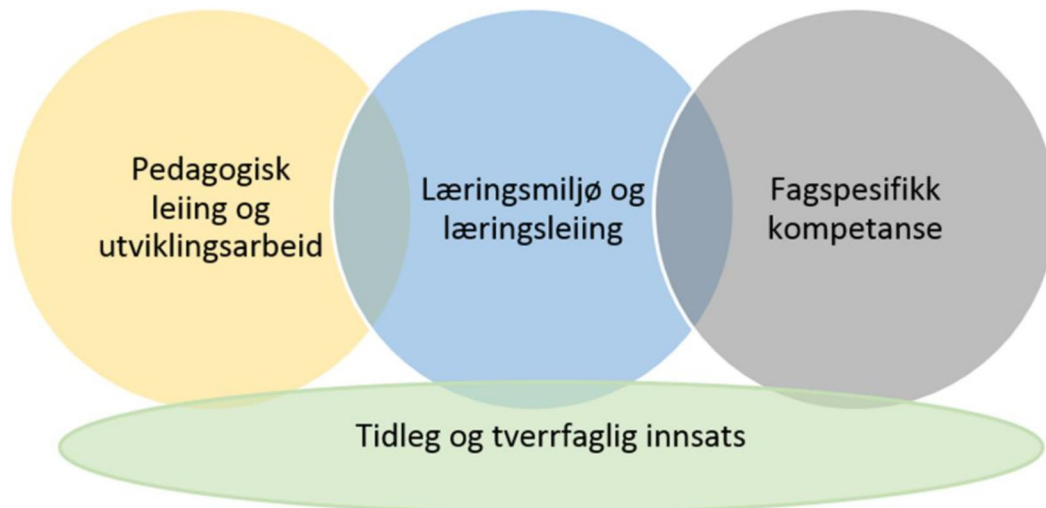 Pedagogisk
leiing og
utviklingsarbeid
Læringsmiljø og
læringsleiing
Fagspesifikk
kompetanse
Tidleg og tverrfaglig innsats